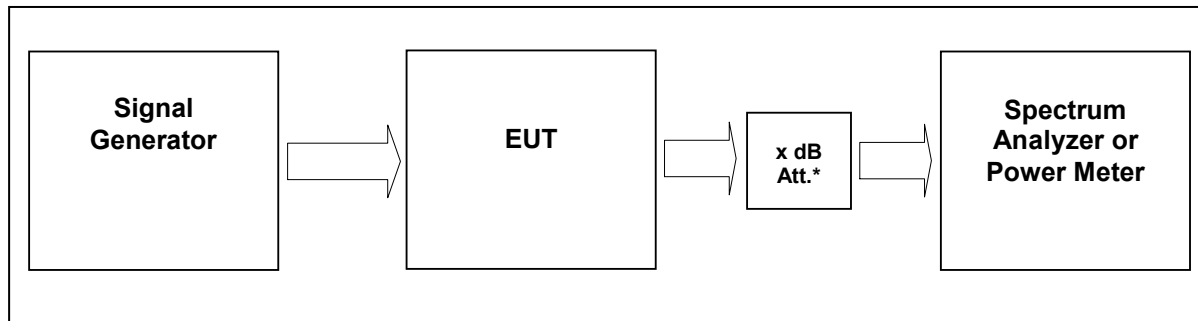 Signal
Generator
EUT
x dB
Att.*
Spectrum
Analyzer or
Power Meter